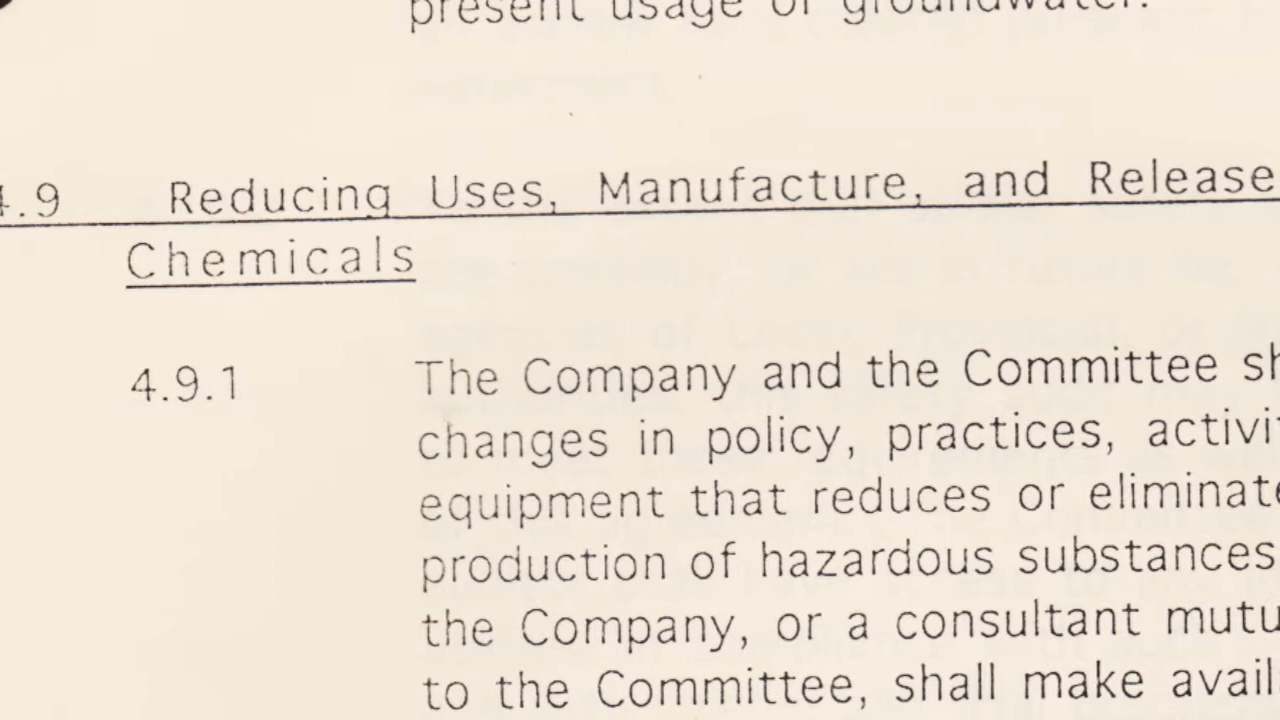 present usage of groundwater.
4.9 Reducing Uses, Manufacture, and Release
Chemicals
4.9.1 The Company and the Committee
changes in policy, practices,
equipment that reduces or
production of hazardous substances
the Company, or a consultant
to the Committee, shall make